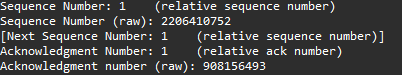 Sequence Number: 1    (relative sequence number)
Sequence Number (raw): 2206410752
[Next Sequence Number: 1    (relative sequence number)]
Acknowledgment Number: 1    (relative ack number)
Acknowledgment number (raw): 908156493